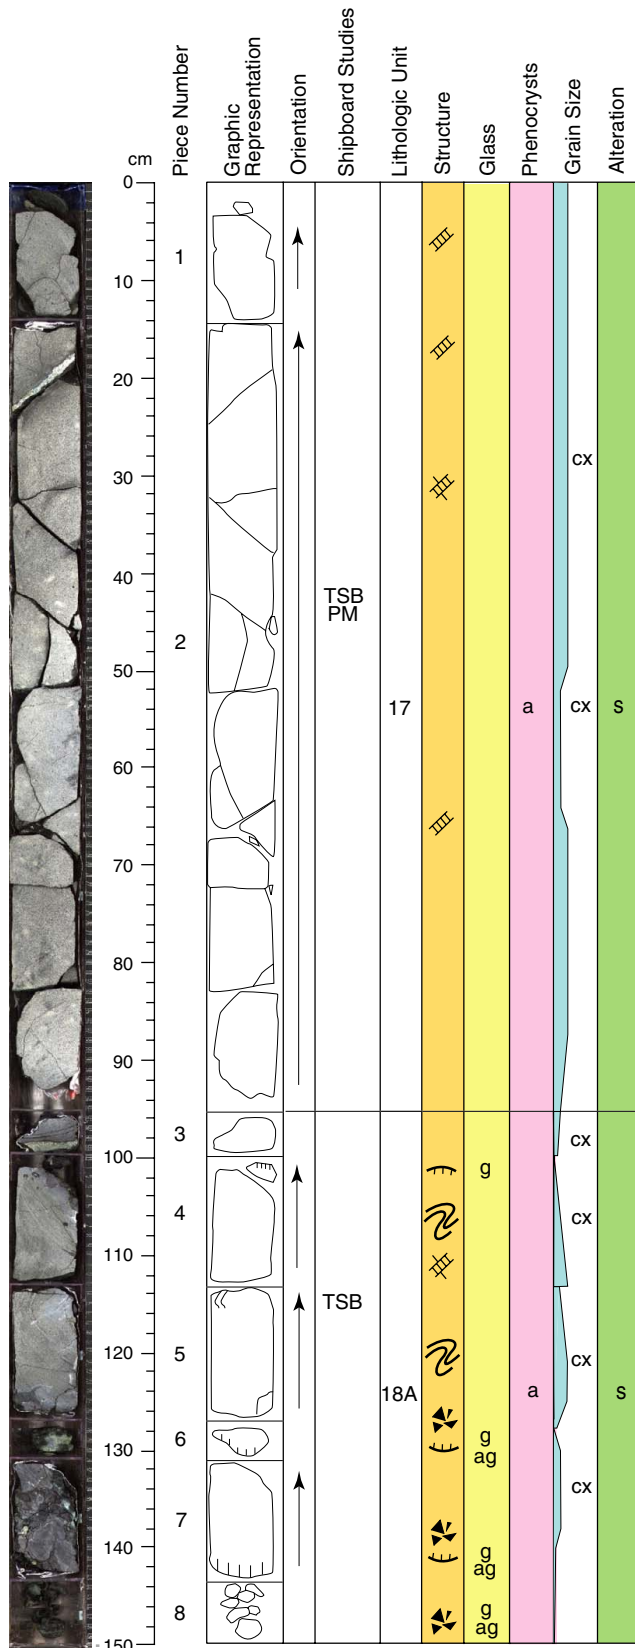 cm
Piece Number
Graphic
Representation
Orientation
Shipboard Studies
Lithologic Unit
Structure
Glass
Phenocrysts
Grain Size
Alteration
0
1
10
20
cx
30
40
TSB
PM
2
50
17
a
cx
s
60
70
80
90
3
cx
100
g
4
cx
110
TSB
5
120
cx
18A
a
s
6
130
g
ag
cx
7
140
g
ag
8
g
ag
150